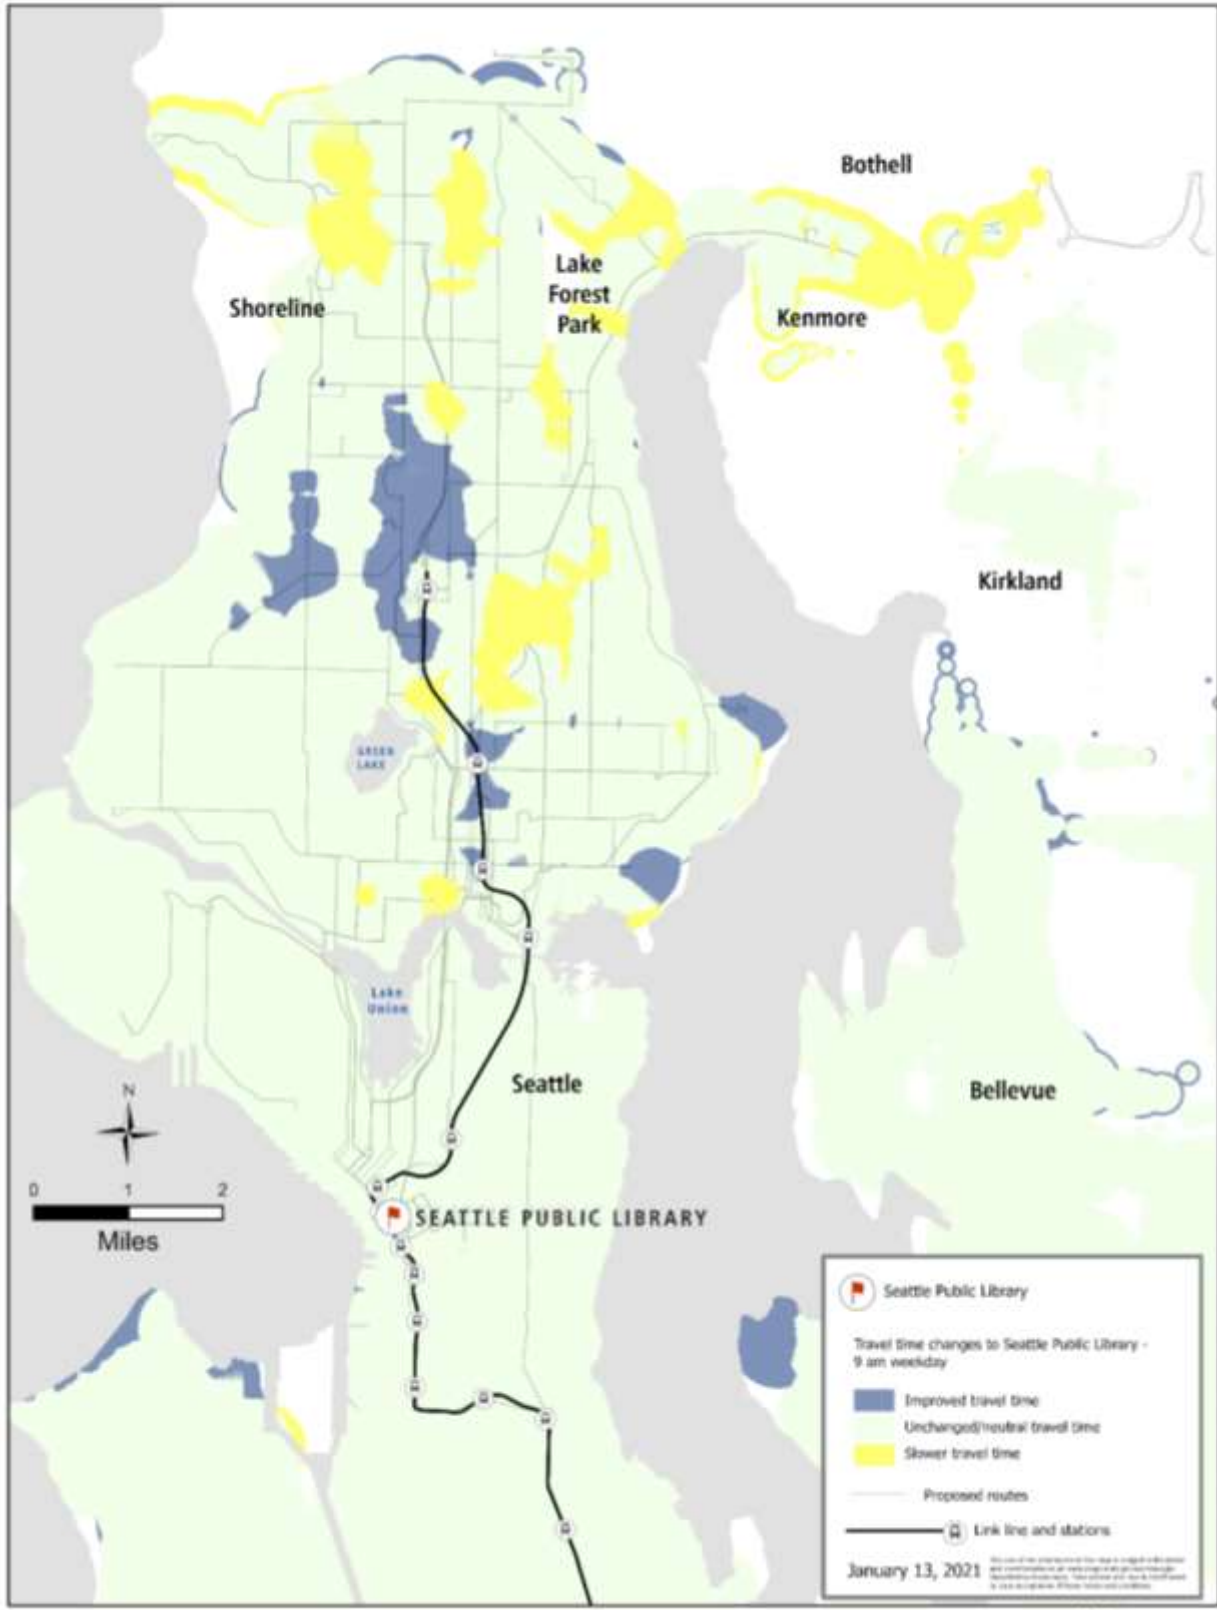 Bothell
Lake
Forest
Park
Shoreline
Kenmore
Kirkland
GREEN
LAKE
Lake
Union
Seattle
Bellevue
N
0 1 2
Miles
SEATTLE PUBLIC LIBRARY
Seattle Public Library
Travel time changes to Seattle Public Library -
9 am weekday
Improved travel time
Unchanged/neutral travel time
Slower travel time
Proposed routes
Link line and stations
January 13, 2021